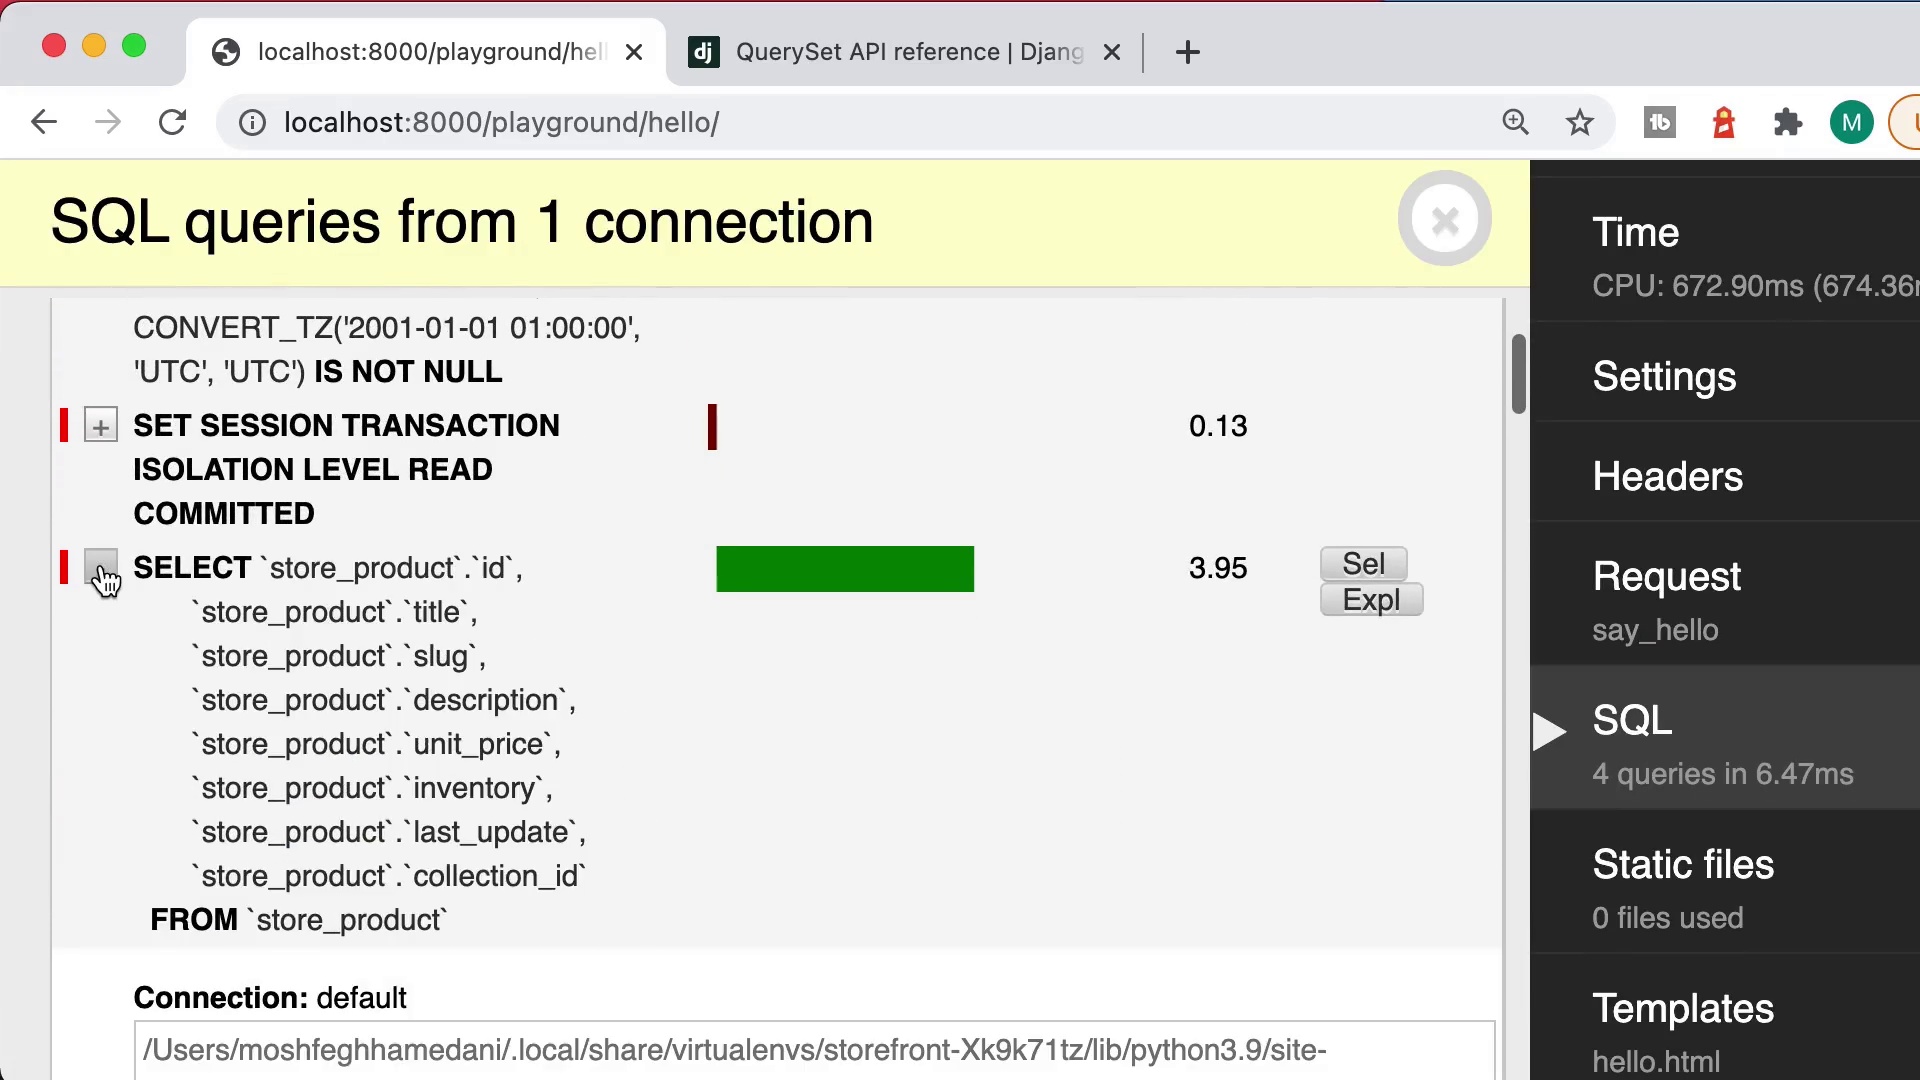 localhost:8000/playground/hel
QuerySet API reference | Djang
localhost:8000/playground/hello/
M
SQL queries from 1 connection
CONVERT_TZ('2001-01-01 01:00:00',
'UTC', 'UTC') IS NOT NULL
SET SESSION TRANSACTION
ISOLATION LEVEL READ
COMMITTED
0.13
SELECT `store_product`.`id`,
`store_product`.`title`,
`store_product`.`slug`,
`store_product`.`description`,
`store_product`.`unit_price`,
`store_product`.`inventory`,
`store_product`.`last_update`,
`store_product`.`collection_id`
FROM `store_product`
3.95
Sel
Expl
Connection: default
/Users/moshfeghhamedani/.local/share/virtualenvs/storefront-Xk9k71tz/lib/python3.9/site-
Time
CPU: 672.90ms (674.36
Settings
Headers
Request
say_hello
SQL
4 queries in 6.47ms
Static files
0 files used
Templates
hello.html